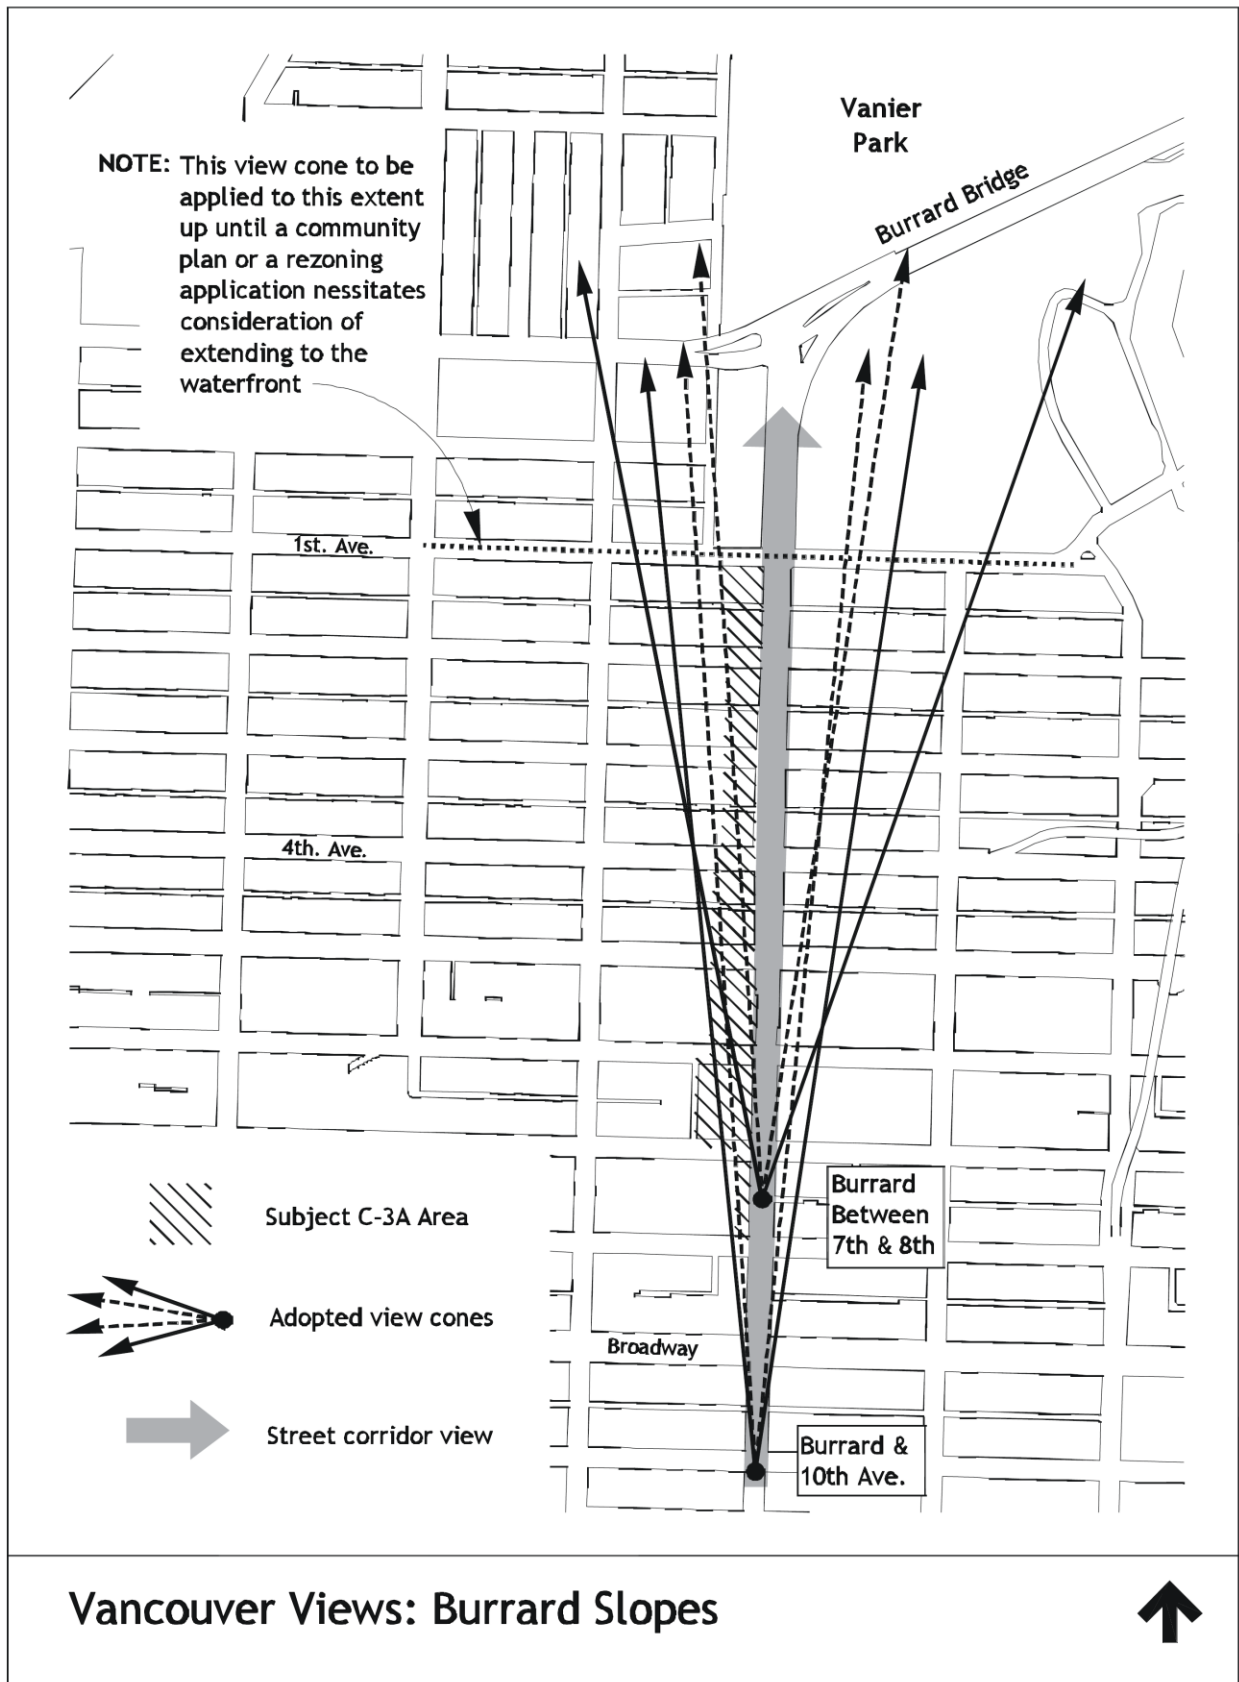 Vanier
Park
Burrard Bridge
NOTE: This view cone to be
applied to this extent
up until a community
plan or a rezoning
application nessitates
consideration of
extending to the
waterfront
1st. Ave.
4th. Ave.
Burrard
Between
7th & 8th
Subject C-3A Area
Adopted view cones
Broadway
Street corridor view
Burrard &
10th Ave.
Vancouver Views: Burrard Slopes